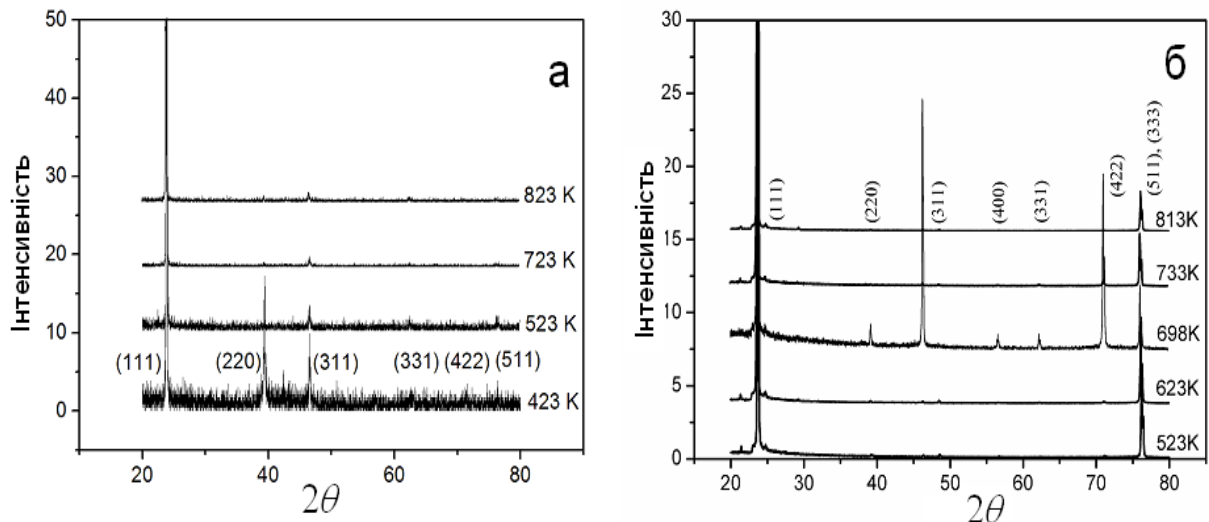 а
50
40
30
20
10
0
Інтенсивність
823 K
723 K
523 K
(111) (220) (311) (331) (422) (511)
423 K
20 40 60 80
2θ
б
30
25
20
15
10
5
0
Інтенсивність
(111) (220) (311) (400) (331) (422) (511), (333)
813K
733K
698K
623K
523K
20 30 40 50 60 70 80
2θ